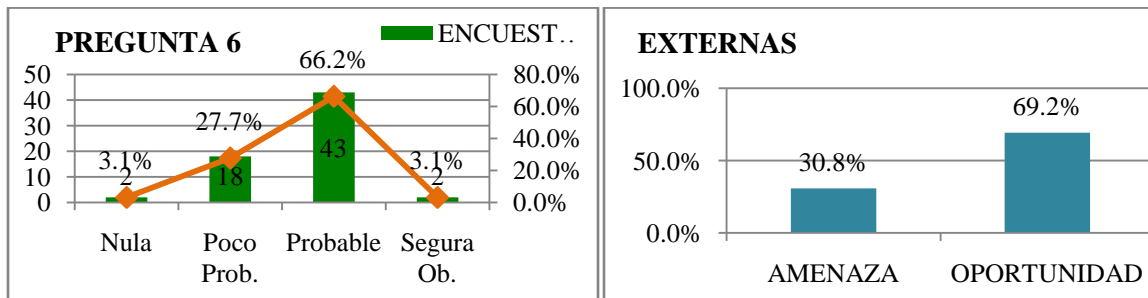 PREGUNTA 6
ENCUEST..
66.2%
50
40
30
20
10
0
80.0%
60.0%
40.0%
20.0%
0.0%
3.1%
27.7%
3.1%
2
18
43
2
Nula
Poco
Prob.
Probable
Segura
Ob.
EXTERNAS
100.0%
50.0%
0.0%
30.8%
69.2%
AMENAZA
OPORTUNIDAD